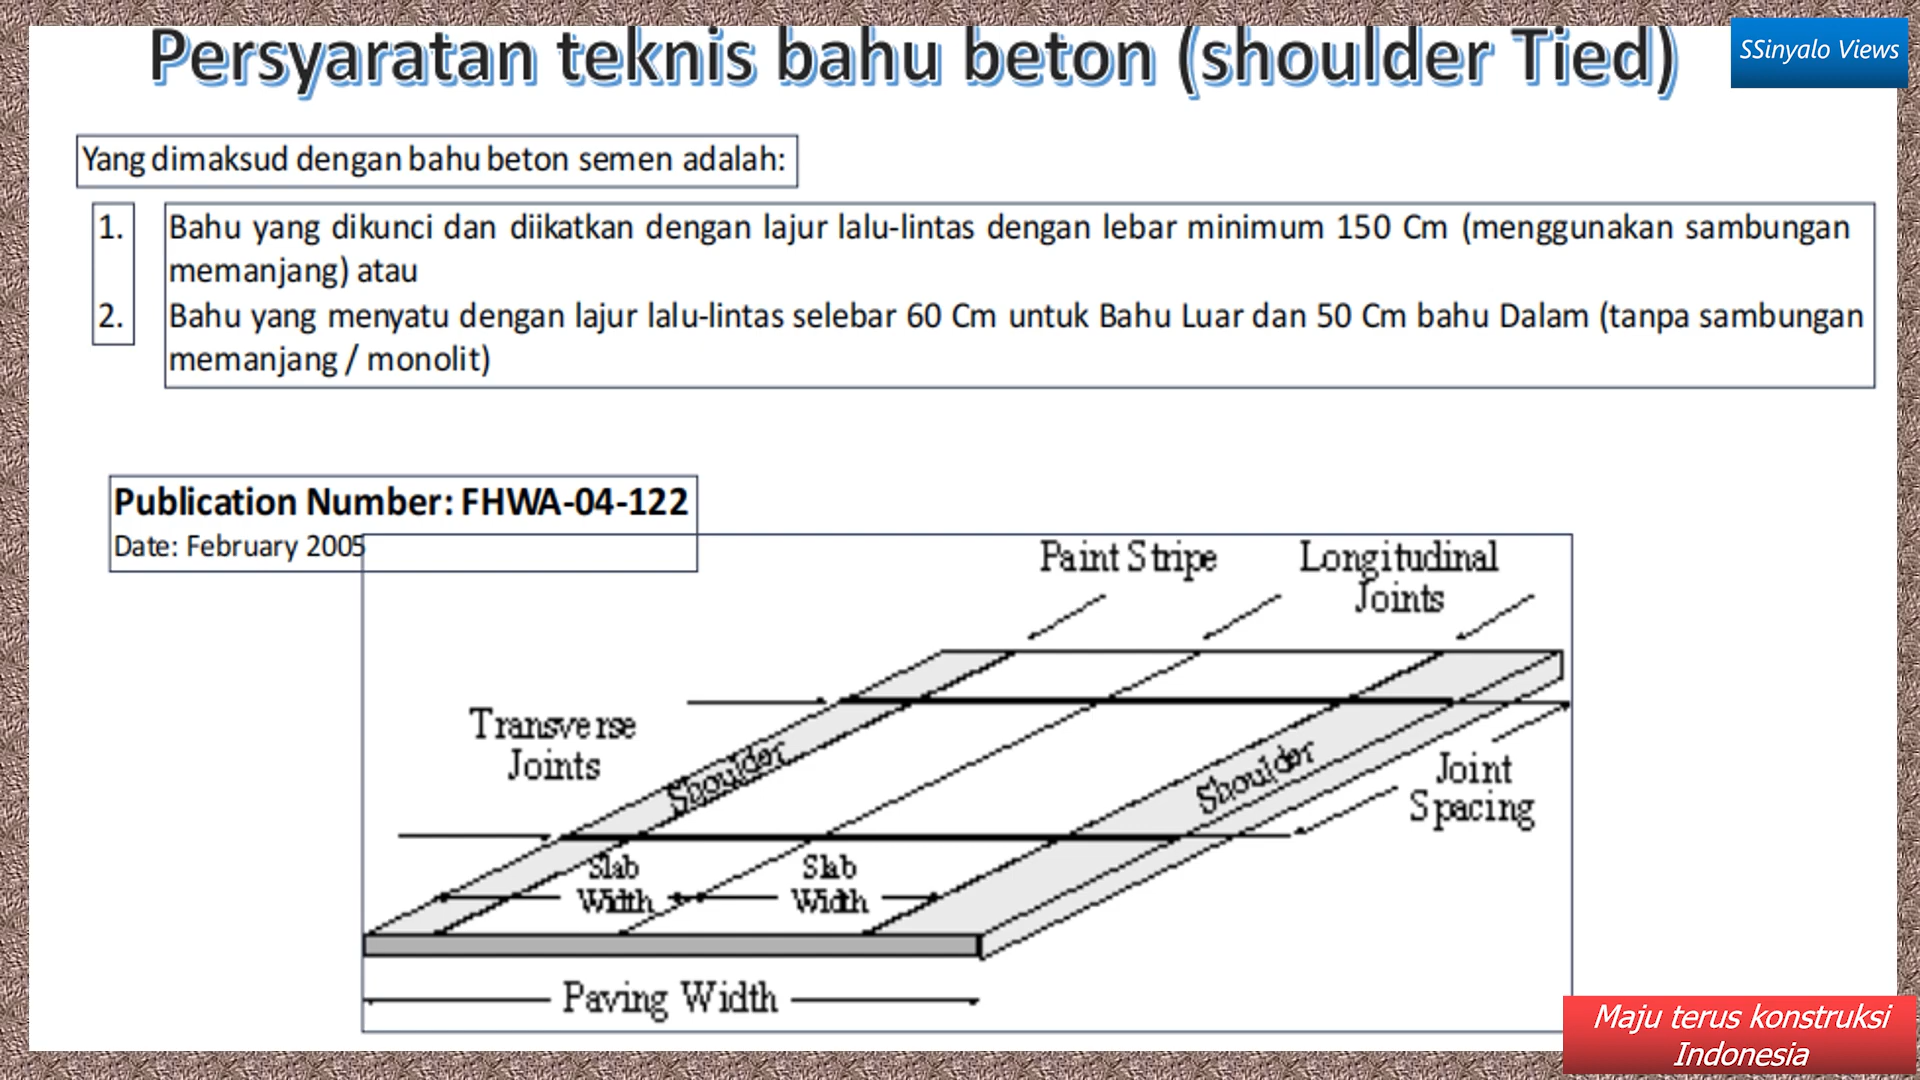 Persyaratan teknis bahu beton (shoulder Tied)
SSinyalo Views
Yang dimaksud dengan bahu beton semen adalah:
1. Bahu yang dikunci dan diikatkan dengan lajur lalu-lintas dengan lebar minimum 150 Cm (menggunakan sambungan
memanjang) atau
2. Bahu yang menyatu dengan lajur lalu-lintas selebar 60 Cm untuk Bahu Luar dan 50 Cm bahu Dalam (tanpa sambungan
memanjang / monolit)
Publication Number: FHWA-04-122
Date: February 2005
Paint Stripe
Longitudinal
Joints
Transverse
Joints
Shoulder
Shoulder
Joint
Spacing
Slab
Width
Slab
Width
Paving Width
Maju terus konstruksi
Indonesia